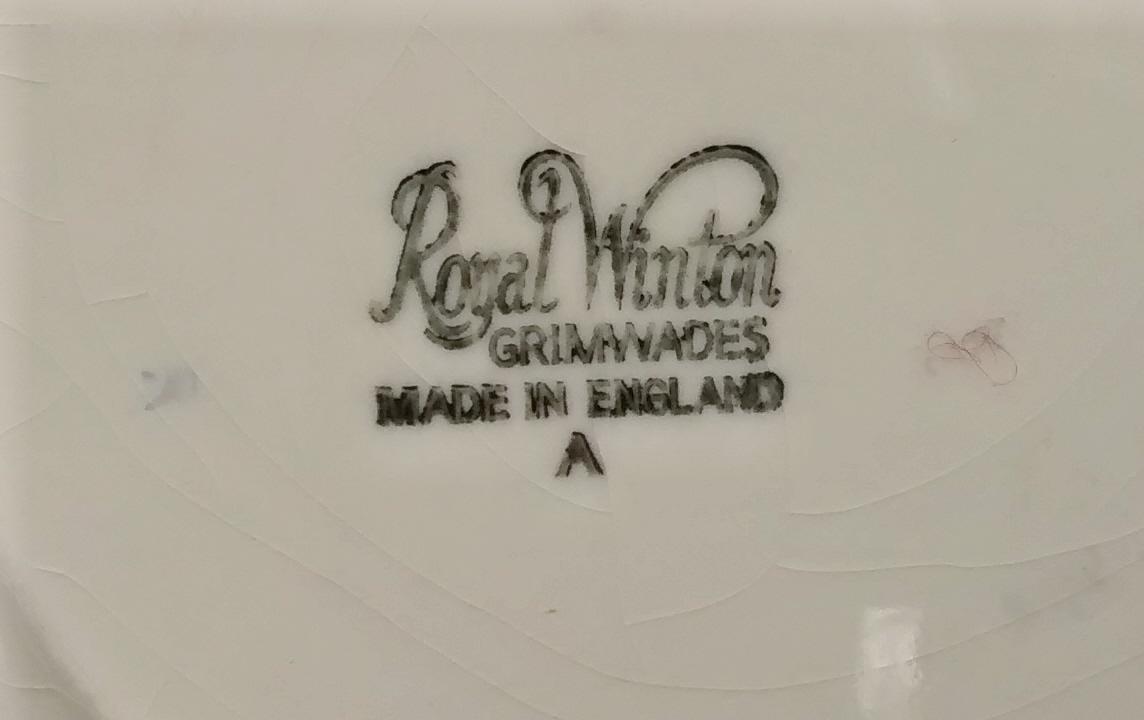 Royal Winton
GRIMWADES
MADE IN ENGLAND
A